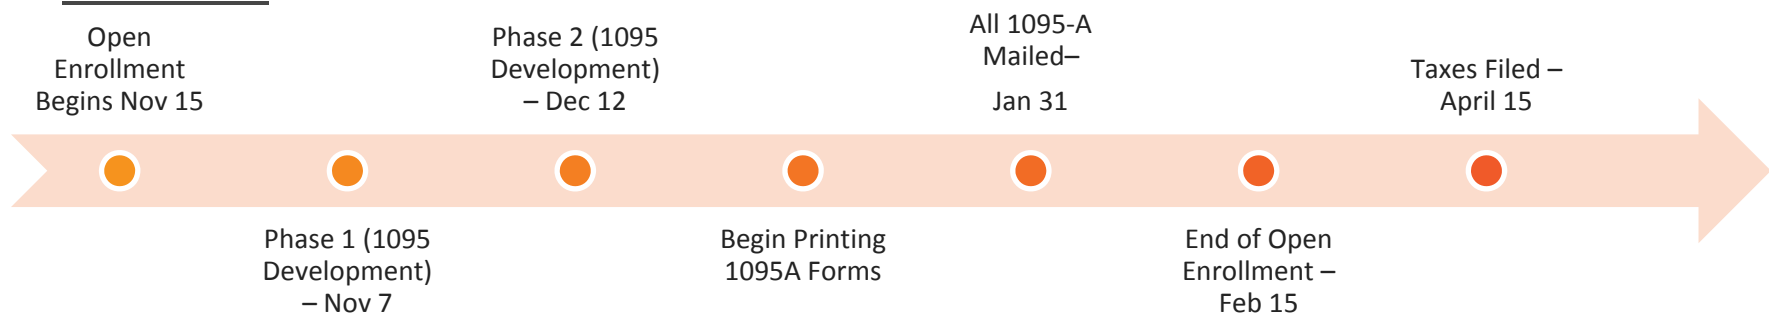 Open
Enrollment
Begins Nov 15
Phase 1 (1095
Development)
– Nov 7
Phase 2 (1095
Development)
– Dec 12
Begin Printing
1095A Forms
All 1095-A
Mailed–
Jan 31
End of Open
Enrollment –
Feb 15
Taxes Filed –
April 15